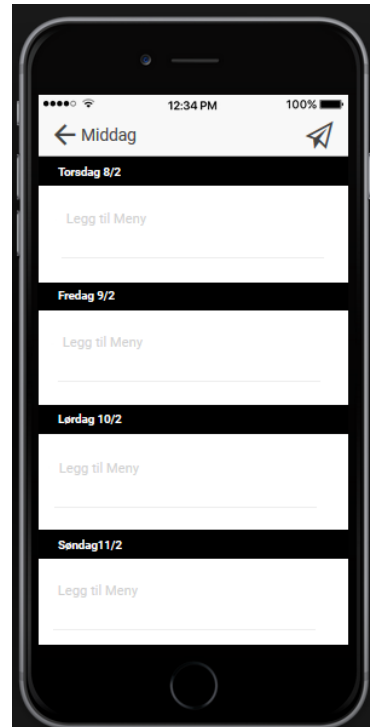 12:34 PM 100%
Middag
Torsdag 8/2
Legg til Meny
Fredag 9/2
Legg til Meny
Lørdag 10/2
Legg til Meny
Søndag11/2
Legg til Meny